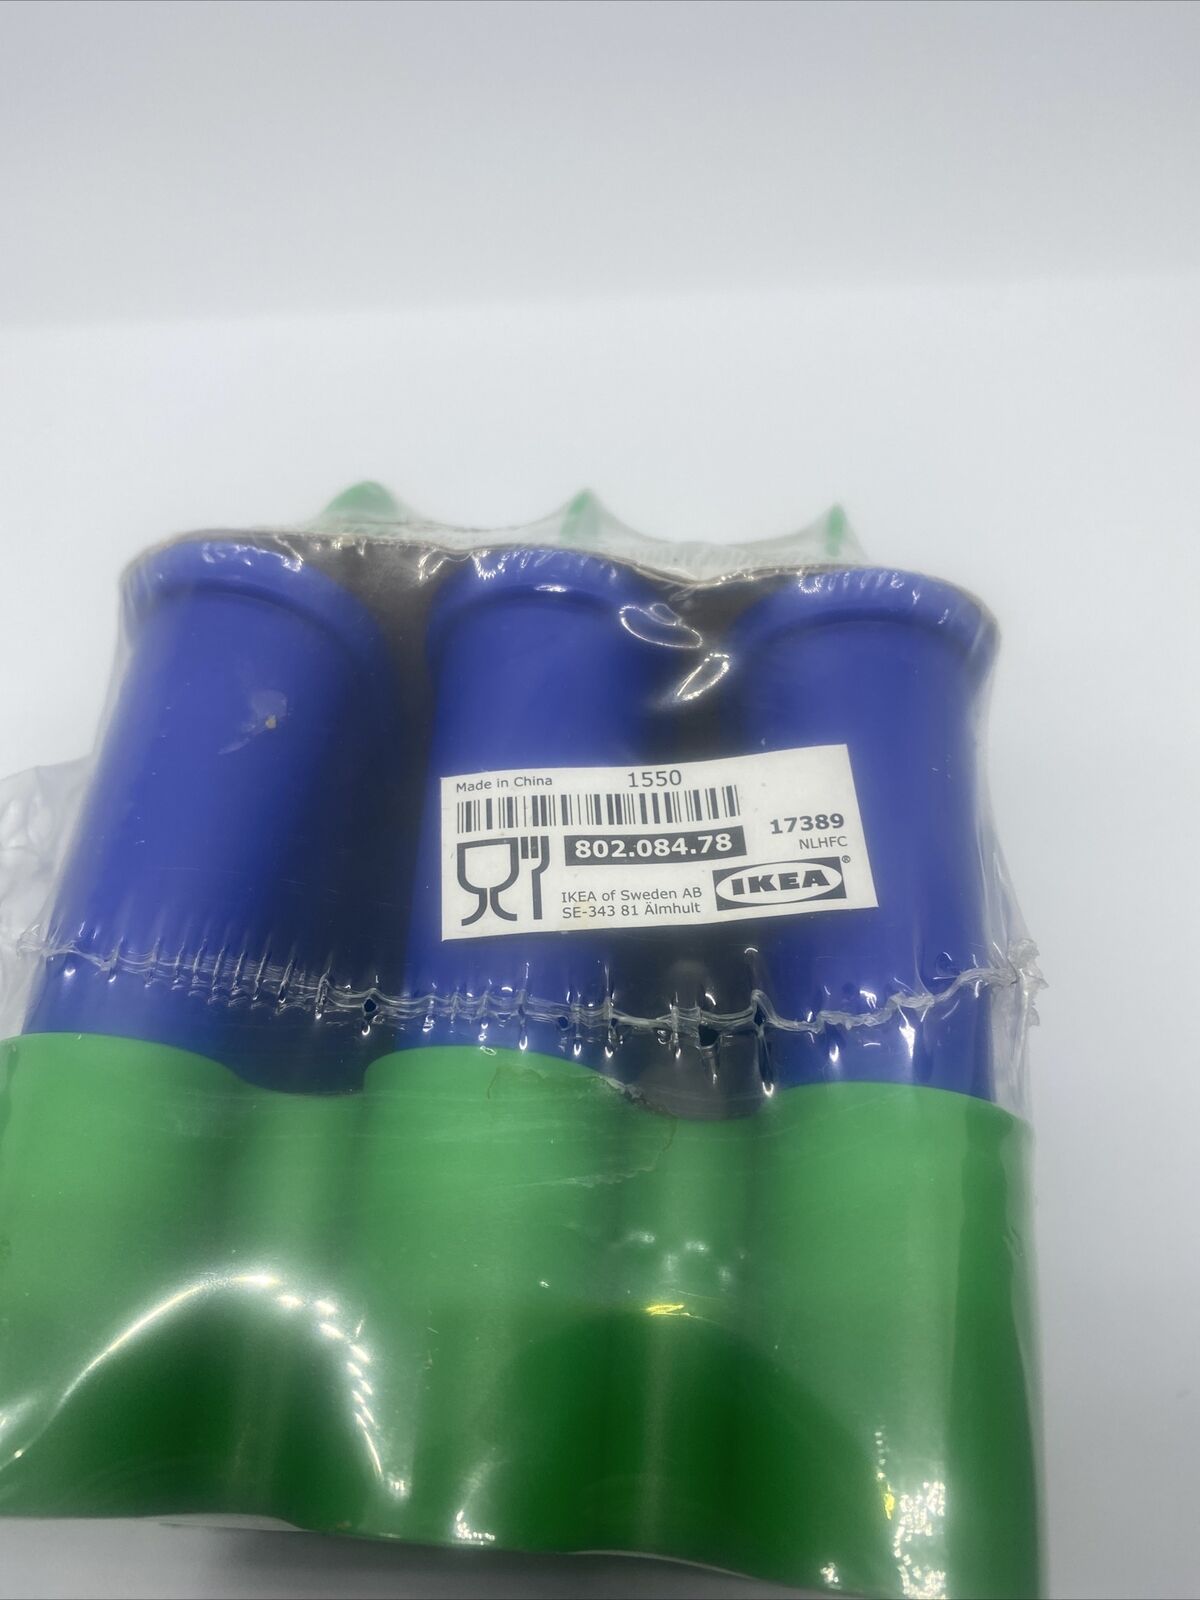 Made in China 1550
802.084.78
17389
NLHFC
IKEA of Sweden AB
SE-343 81 Älmhult
IKEA®